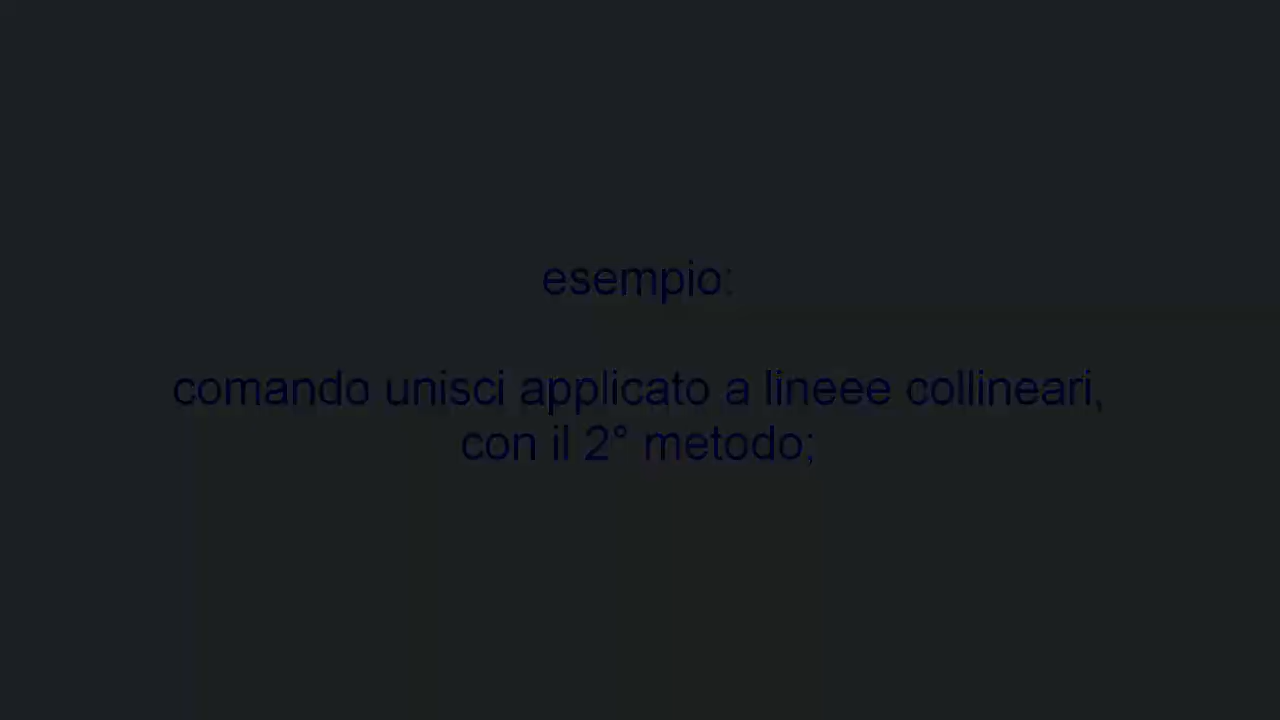 esempio:
comando unisci applicato a lineee collineari,
con il 2° metodo;